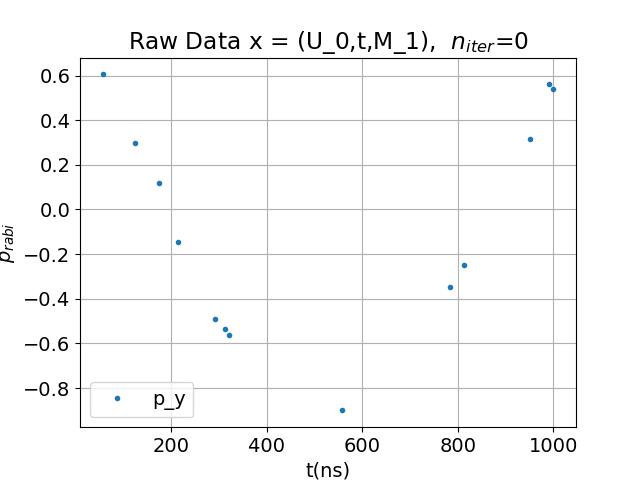 Raw Data x = (U_0,t,M_1), n_iter=0
0.6
0.4
0.2
0.0
−0.2
−0.4
−0.6
−0.8
p_rabi
p_y
200 400 600 800 1000
t(ns)